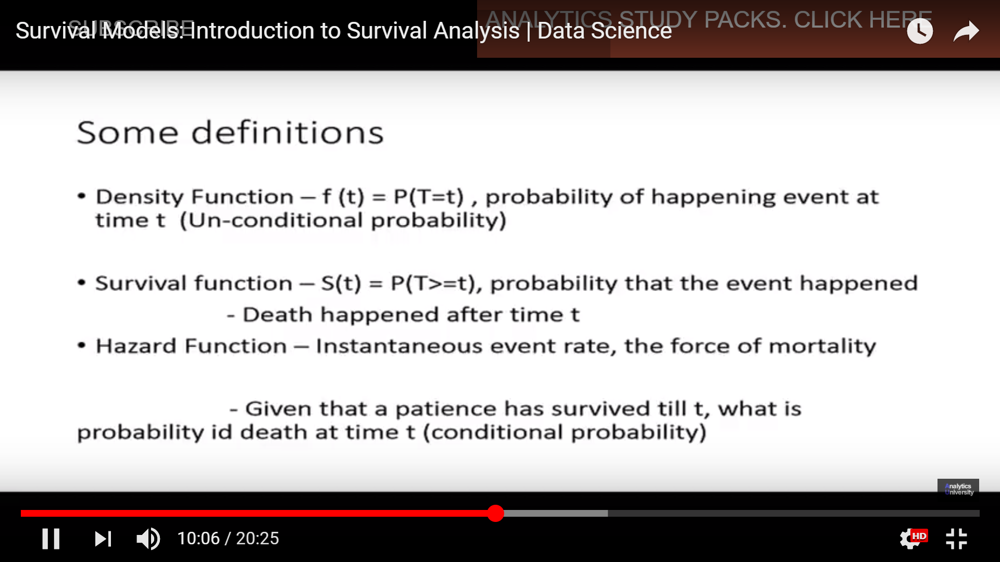 SUBSCRIBE
ANALYTICS STUDY PACKS. CLICK HERE
Survival Models: Introduction to Survival Analysis | Data Science
Some definitions
• Density Function – f (t) = P(T=t) , probability of happening event at
time t (Un-conditional probability)
• Survival function – S(t) = P(T>=t), probability that the event happened
- Death happened after time t
• Hazard Function – Instantaneous event rate, the force of mortality
- Given that a patience has survived till t, what is
probability id death at time t (conditional probability)
Analytics
University
10:06 / 20:25
HD